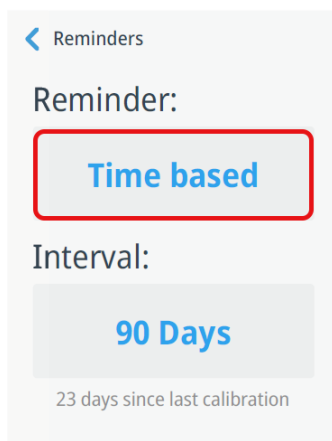 Reminders
Reminder:
Time based
Interval:
90 Days
23 days since last calibration